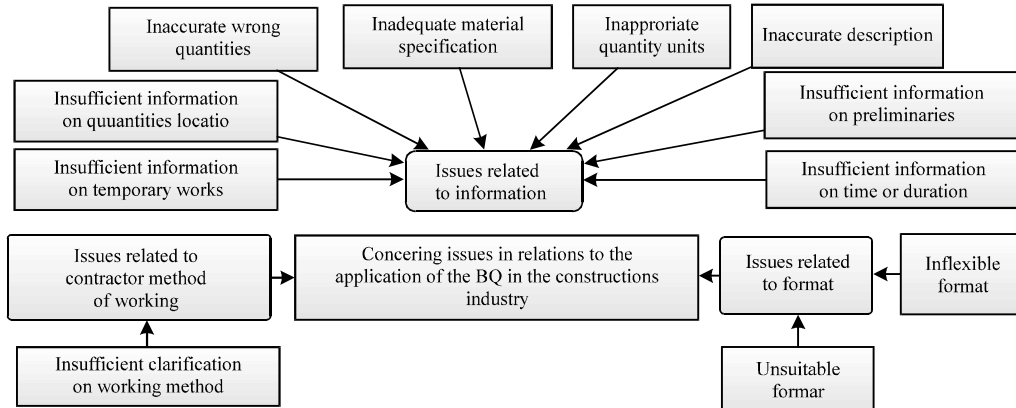 Inaccurate wrong
quantities
Inadequate material
specification
Inapproriate
quantity units
Inaccurate description
Insufficient information
on quuantities locatio
Insufficient information
on preliminaries
Insufficient information
on temporary works
Issues related
to information
Insufficient information
on time or duration
Issues related to
contractor method
of working
Concering issues in relations to the
application of the BQ in the constructions
industry
Issues related
to format
Inflexible
format
Insufficient clarification
on working method
Unsuitable
formar